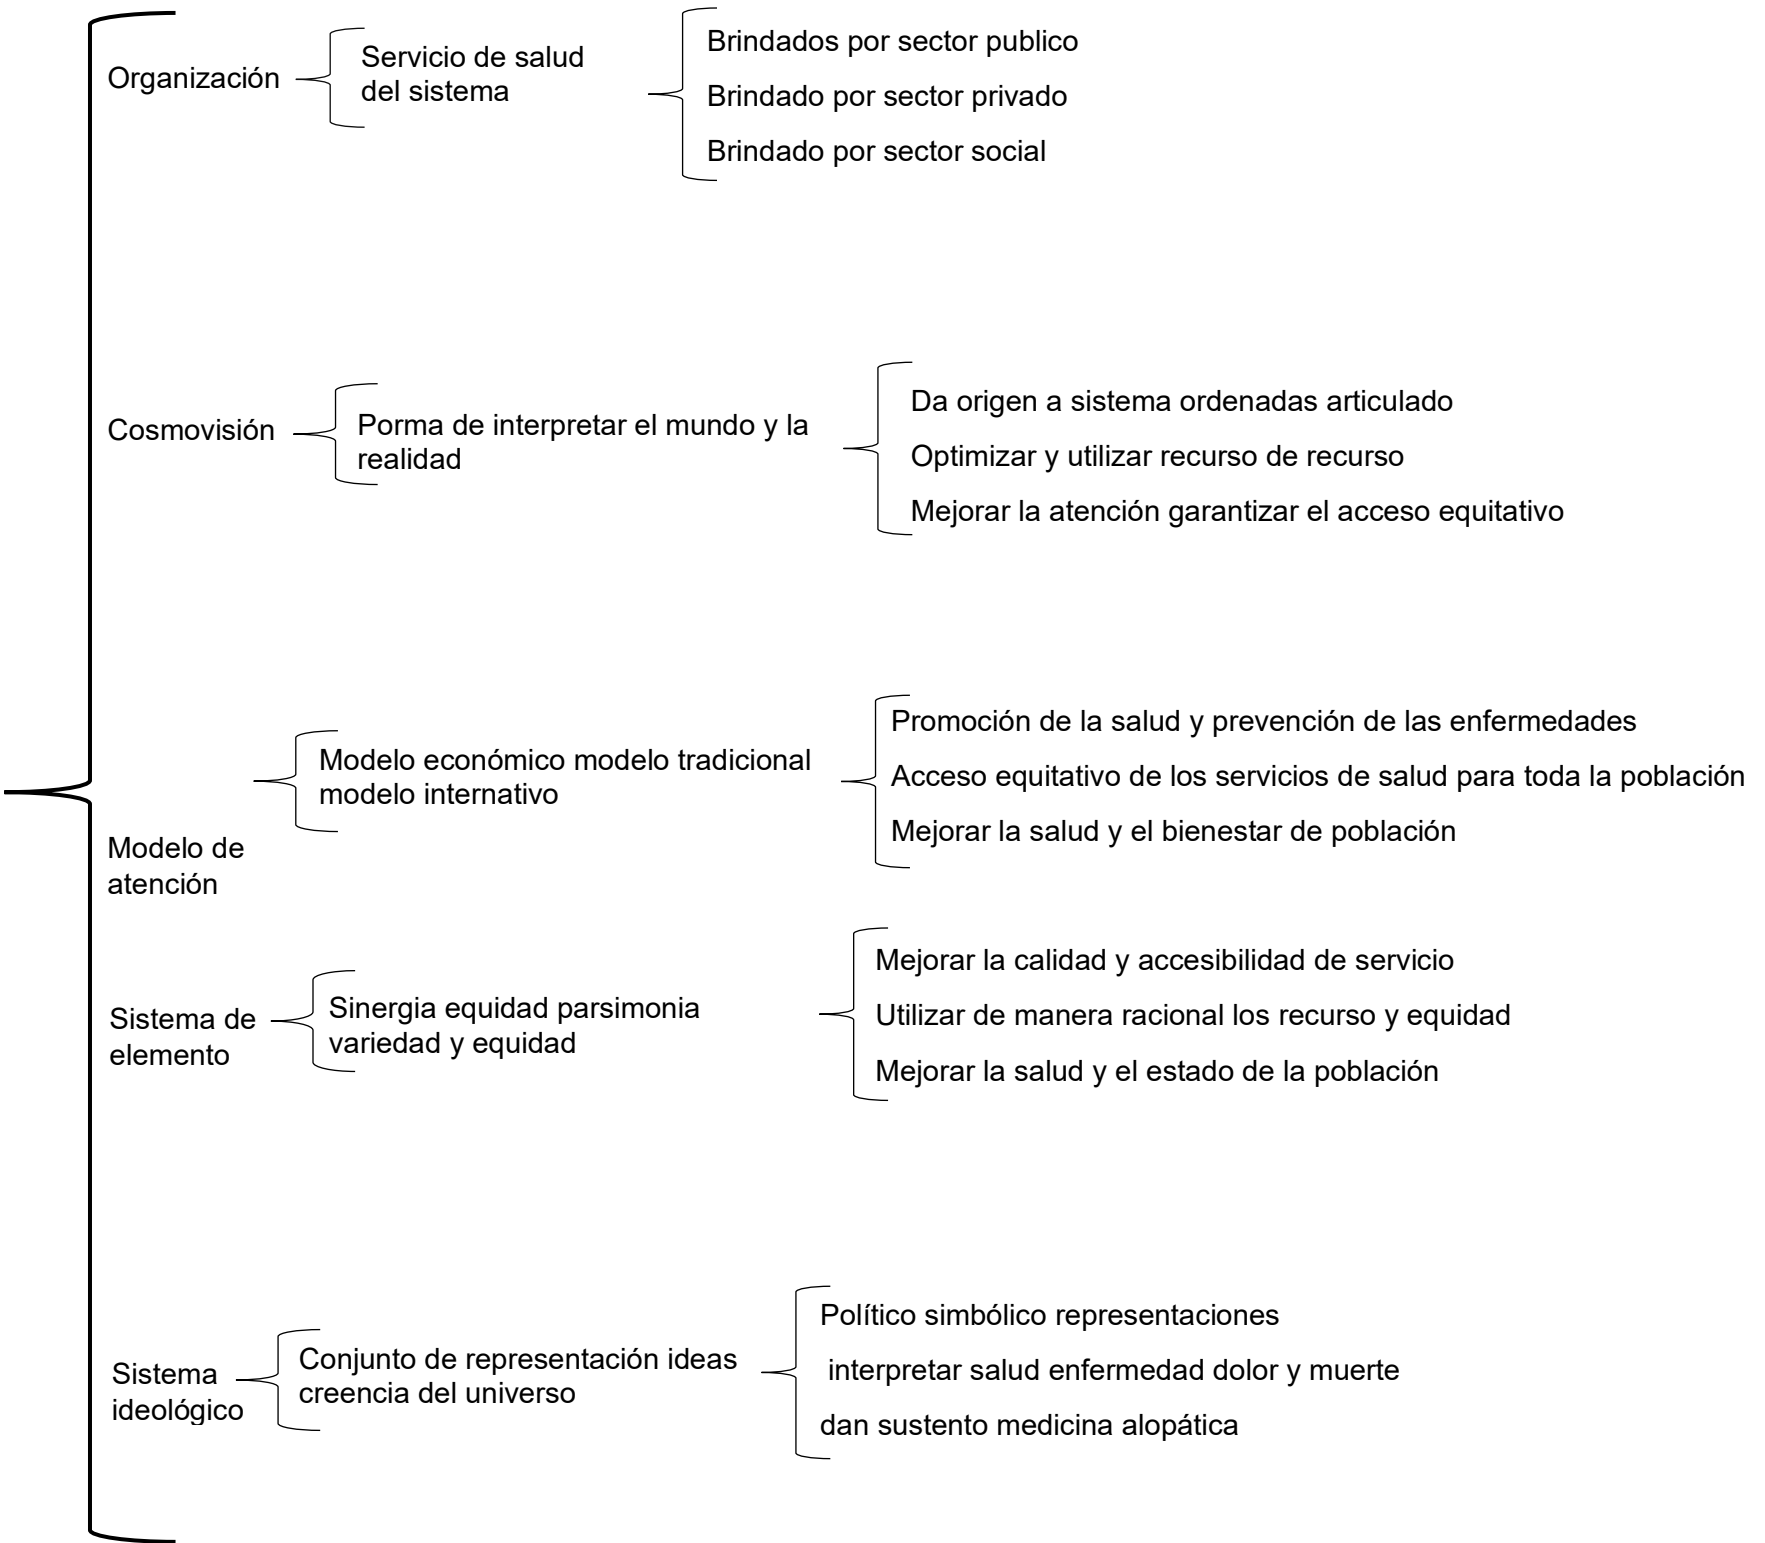 Organización
Servicio de salud
del sistema
Brindados por sector publico
Brindado por sector privado
Brindado por sector social
Cosmovisión
Porma de interpretar el mundo y la
realidad
Da origen a sistema ordenadas articulado
Optimizar y utilizar recurso de recurso
Mejorar la atención garantizar el acceso equitativo
Modelo de
atención
Modelo económico modelo tradicional
modelo internativo
Promoción de la salud y prevención de las enfermedades
Acceso equitativo de los servicios de salud para toda la población
Mejorar la salud y el bienestar de población
Sistema de
elemento
Sinergia equidad parsimonia
variedad y equidad
Mejorar la calidad y accesibilidad de servicio
Utilizar de manera racional los recurso y equidad
Mejorar la salud y el estado de la población
Sistema
ideológico
Conjunto de representación ideas
creencia del universo
Político simbólico representaciones
interpretar salud enfermedad dolor y muerte
dan sustento medicina alopática